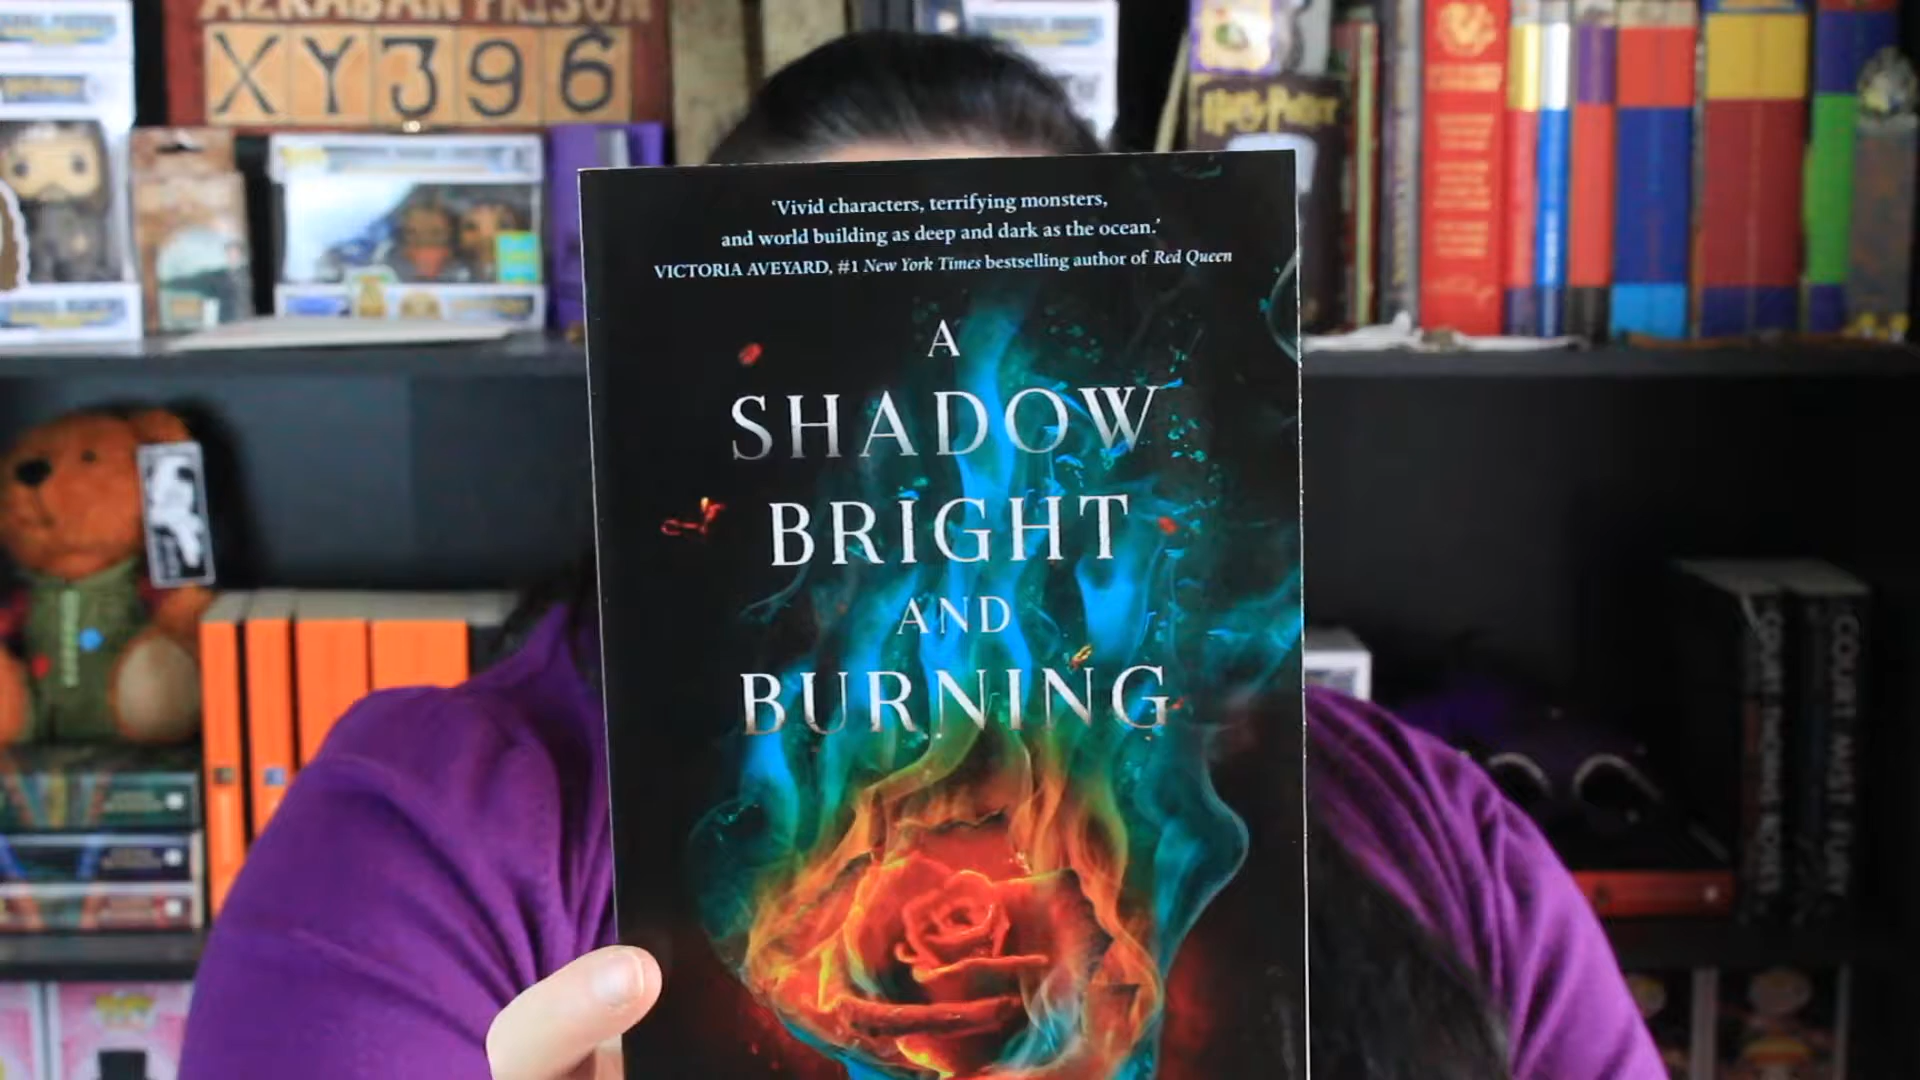 AZKABAN PRISON
XY396
Harry Potter
'Vivid characters, terrifying monsters,
and world building as deep and dark as the ocean.'
VICTORIA AVEYARD, #1 New York Times bestselling author of Red Queen
A
SHADOW
BRIGHT
AND
BURNING
COURT THORNS ROSES
COURT MIST FURY